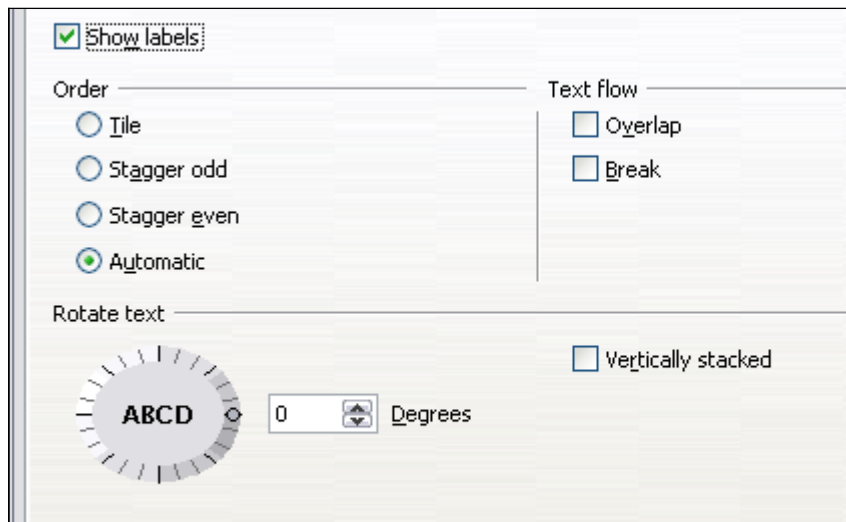 Show labels
Order
Text flow
Tile
Overlap
Stagger odd
Break
Stagger even
Automatic
Rotate text
Vertically stacked
ABCD
0
Degrees